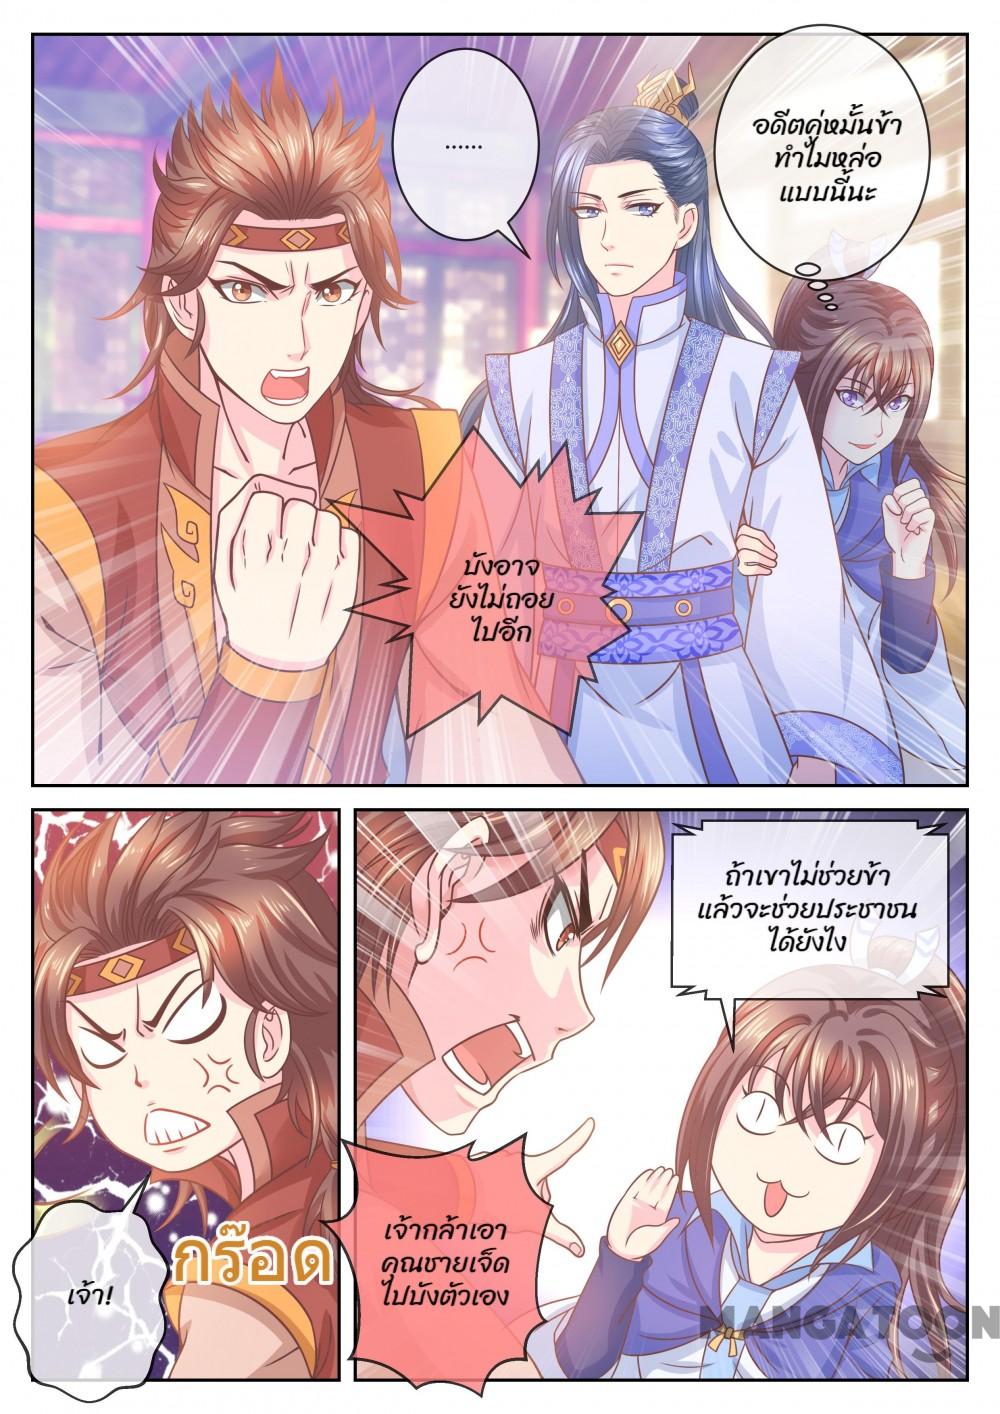 ......
อดีตคู่หมั้นข้า
ทำไมหล่อ
แบบนี้นะ
บังอาจ
ยังไม่ถอย
ไปอีก
ถ้าเขาไม่ช่วยข้า
แล้วจะช่วยประชาชน
ได้ยังไง
เจ้า!
กร๊อด
เจ้ากล้าเอา
คุณชายเจ็ด
ไปบังตัวเอง
MANGATOON